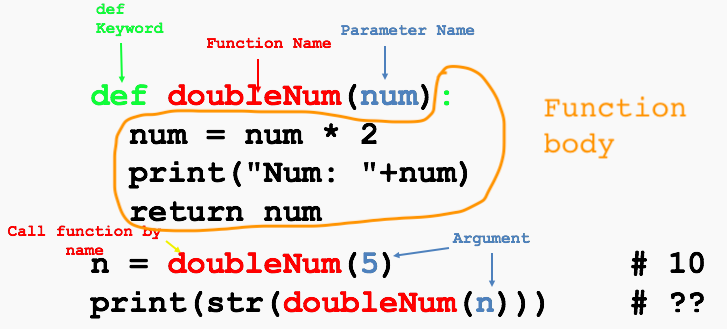 def
Keyword
Function Name
Parameter Name
def doubleNum(num):
num = num * 2
print("Num: "+num)
return num
Function
body
Call function by
name
Argument
n = doubleNum(5) # 10
print(str(doubleNum(n))) # ??